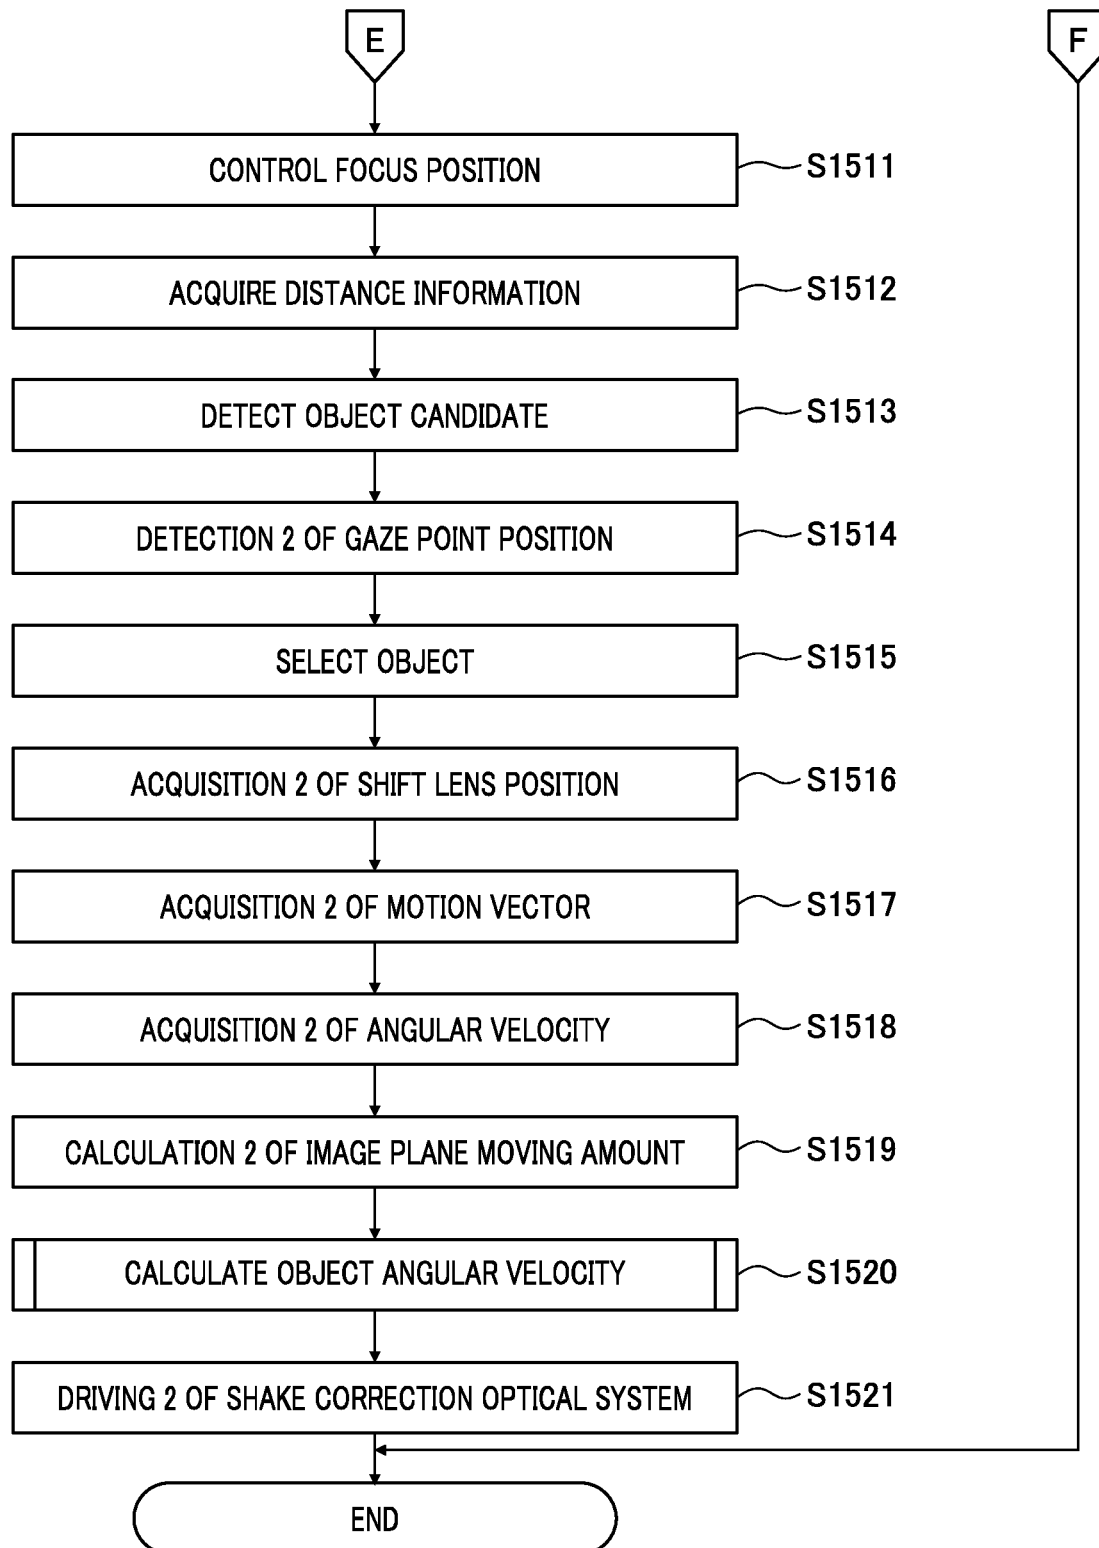 E
F
CONTROL FOCUS POSITION
S1511
ACQUIRE DISTANCE INFORMATION
S1512
DETECT OBJECT CANDIDATE
S1513
DETECTION 2 OF GAZE POINT POSITION
S1514
SELECT OBJECT
S1515
ACQUISITION 2 OF SHIFT LENS POSITION
S1516
ACQUISITION 2 OF MOTION VECTOR
S1517
ACQUISITION 2 OF ANGULAR VELOCITY
S1518
CALCULATION 2 OF IMAGE PLANE MOVING AMOUNT
S1519
CALCULATE OBJECT ANGULAR VELOCITY
S1520
DRIVING 2 OF SHAKE CORRECTION OPTICAL SYSTEM
S1521
END